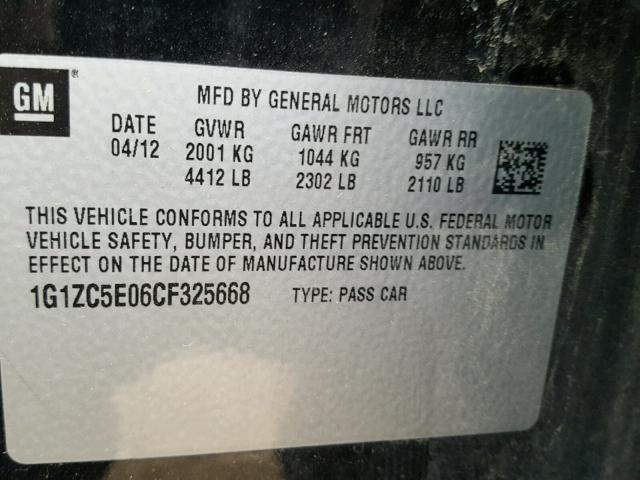 GM®
MFD BY GENERAL MOTORS LLC
DATE GVWR GAWR FRT GAWR RR
04/12 2001 KG 1044 KG 957 KG
4412 LB 2302 LB 2110 LB
THIS VEHICLE CONFORMS TO ALL APPLICABLE U.S. FEDERAL MOTOR
VEHICLE SAFETY, BUMPER, AND THEFT PREVENTION STANDARDS IN
EFFECT ON THE DATE OF MANUFACTURE SHOWN ABOVE.
1G1ZC5E06CF325668 TYPE: PASS CAR